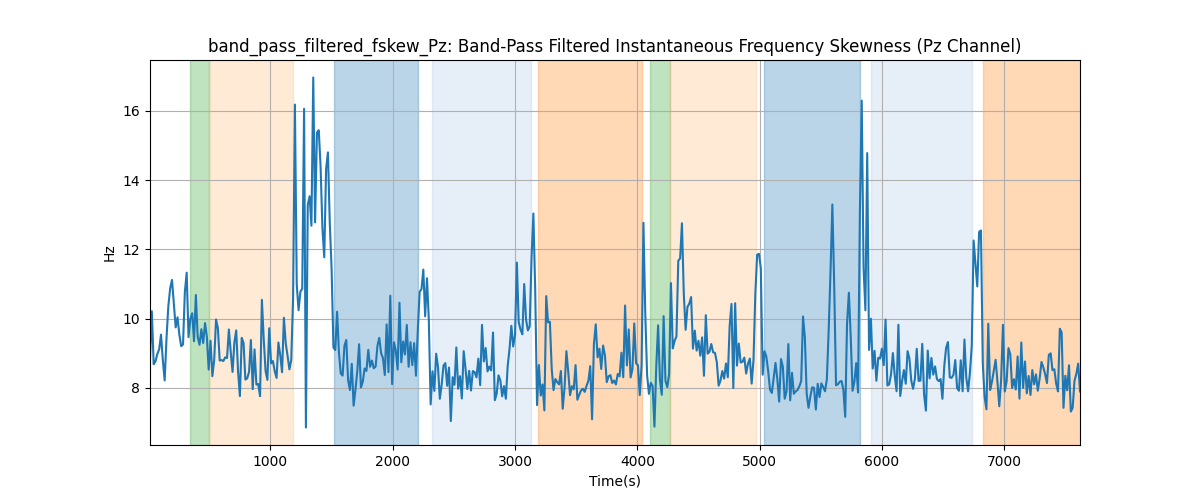 band_pass_filtered_fskew_Pz: Band-Pass Filtered Instantaneous Frequency Skewness (Pz Channel)
16
14
12
10
8
Hz
1000 2000 3000 4000 5000 6000 7000
Time(s)